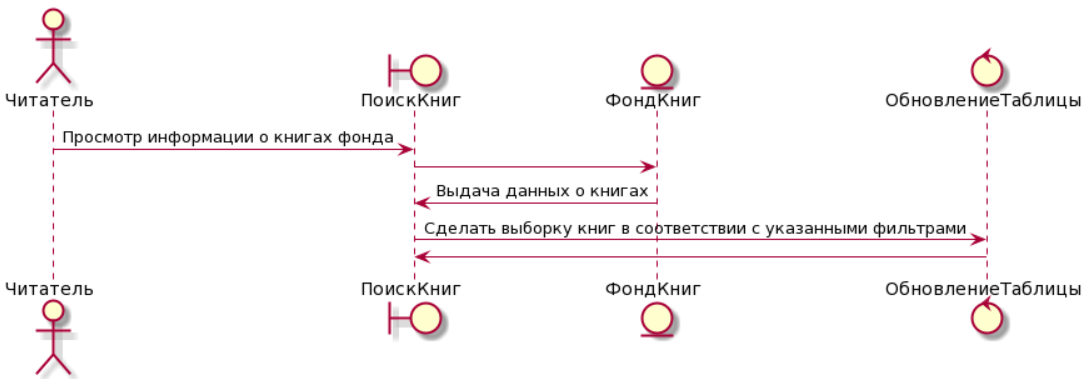 Читатель
ПоискКниг
ФондКниг
ОбновлениеТаблицы
Просмотр информации о книгах фонда
Выдача данных о книгах
Сделать выборку книг в соответствии с указанными фильтрами
Читатель
ПоискКниг
ФондКниг
ОбновлениеТаблицы